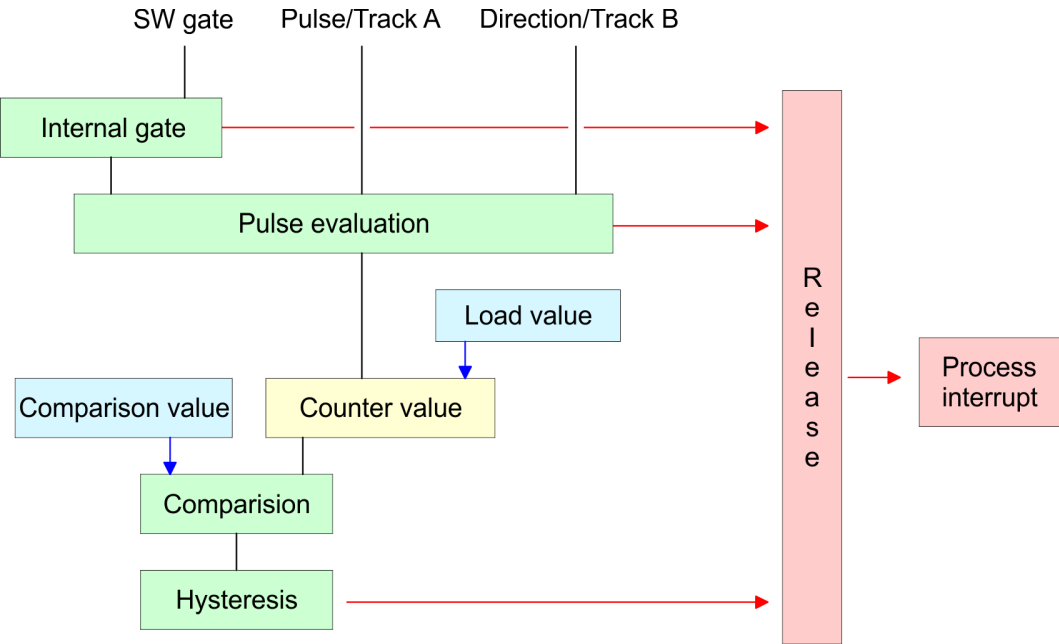 SW gate
Pulse/Track A
Direction/Track B
Internal gate
Pulse evaluation
Load value
Comparison value
Counter value
Comparision
Hysteresis
Release
Process
interrupt